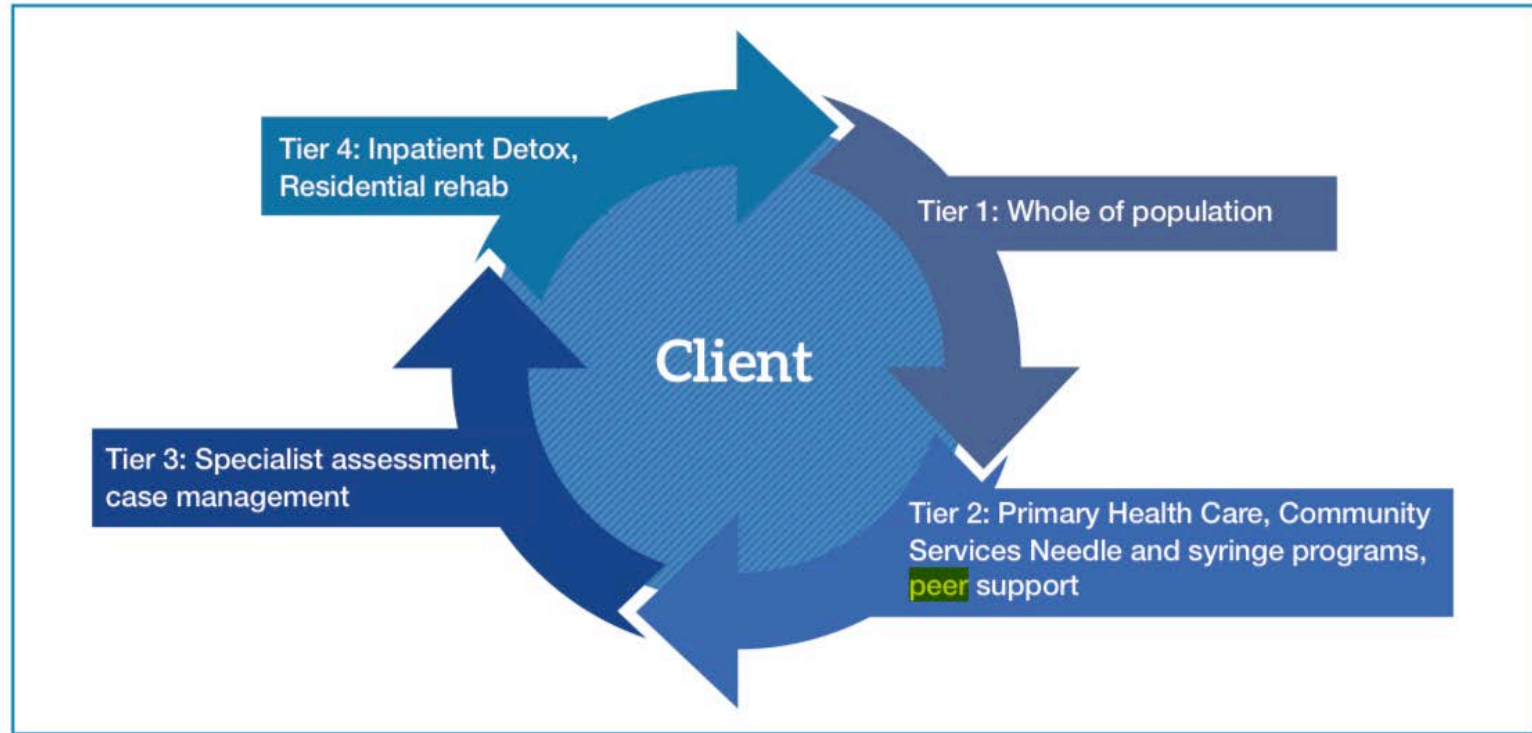 Tier 4: Inpatient Detox,
Residential rehab
Tier 1: Whole of population
Client
Tier 3: Specialist assessment,
case management
Tier 2: Primary Health Care, Community
Services Needle and syringe programs,
peer support